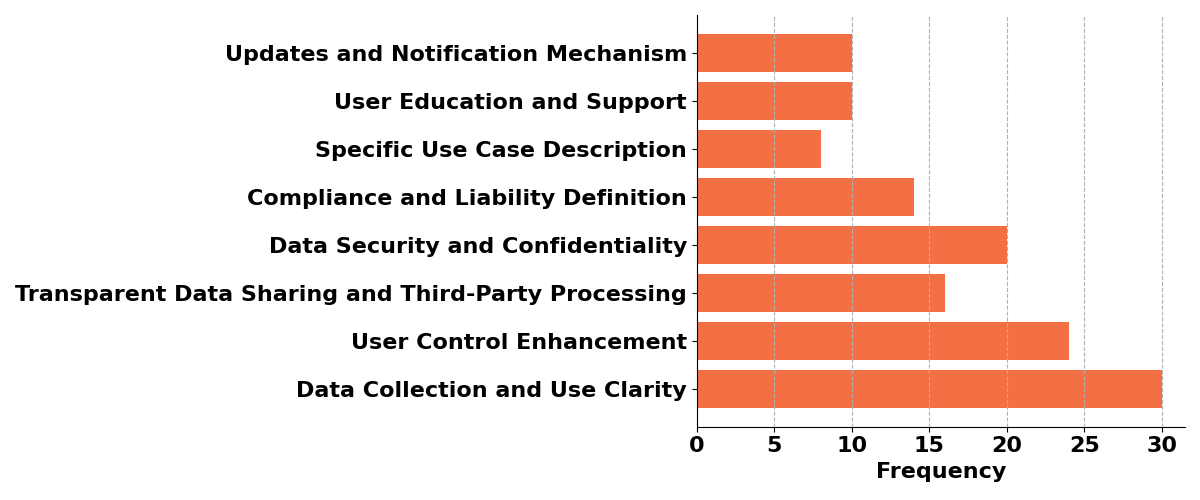 Updates and Notification Mechanism
User Education and Support
Specific Use Case Description
Compliance and Liability Definition
Data Security and Confidentiality
Transparent Data Sharing and Third-Party Processing
User Control Enhancement
Data Collection and Use Clarity
0 5 10 15 20 25 30
Frequency